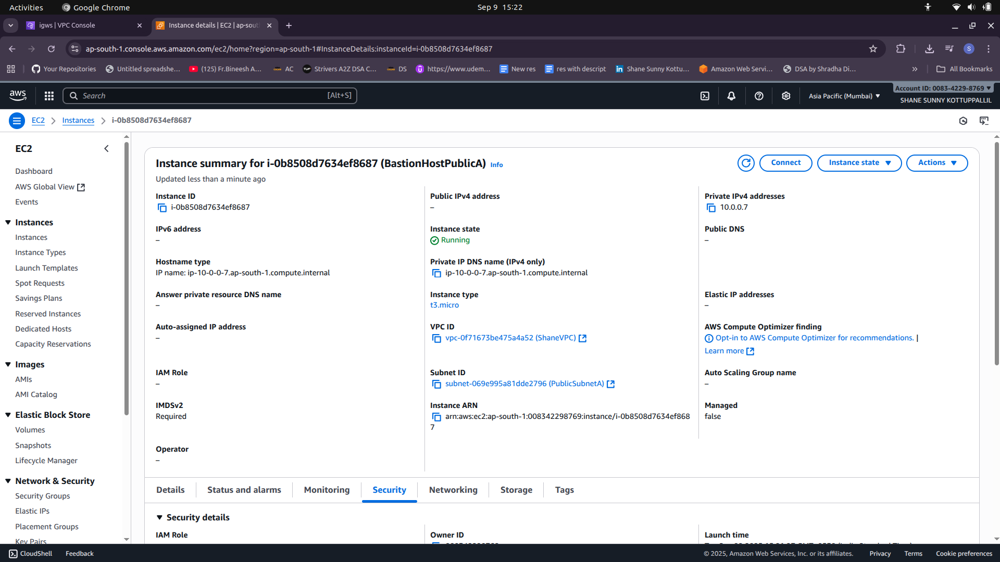 Activities
Google Chrome
Sep 9 15:22
igws | VPC Console
Instance details | EC2 | ap-sout
ap-south-1.console.aws.amazon.com/ec2/home?region=ap-south-1#InstanceDetails:instanceId=i-0b8508d7634ef8687
S
Your Repositories
Untitled spreadshe...
(125) Fr.Bineesh A...
AC
Strivers A2Z DSA C...
DS
https://www.udem...
New res
res with descript
Shane Sunny Kottu...
Amazon Web Servi...
DSA by Shradha Di...
All Bookmarks
aws
Search
[Alt+S]
Asia Pacific (Mumbai)
Account ID: 0083-4229-8769
SHANE SUNNY KOTTUPPALLIL
EC2
Instances
i-0b8508d7634ef8687
EC2
Dashboard
AWS Global View
Events
Instances
Instances
Instance Types
Launch Templates
Spot Requests
Savings Plans
Reserved Instances
Dedicated Hosts
Capacity Reservations
Images
AMIs
AMI Catalog
Elastic Block Store
Volumes
Snapshots
Lifecycle Manager
Network & Security
Security Groups
Elastic IPs
Placement Groups
Key Pairs
Instance summary for i-0b8508d7634ef8687 (BastionHostPublicA) Info
Updated less than a minute ago
Connect
Instance state
Actions
Instance ID
i-0b8508d7634ef8687
Public IPv4 address
–
Private IPv4 addresses
10.0.0.7
IPv6 address
–
Instance state
Running
Public DNS
–
Hostname type
IP name: ip-10-0-0-7.ap-south-1.compute.internal
Private IP DNS name (IPv4 only)
ip-10-0-0-7.ap-south-1.compute.internal
Answer private resource DNS name
–
Instance type
t3.micro
Elastic IP addresses
–
Auto-assigned IP address
–
VPC ID
vpc-0f71673be475a4a52 (ShaneVPC)
AWS Compute Optimizer finding
Opt-in to AWS Compute Optimizer for recommendations. |
Learn more
IAM Role
–
Subnet ID
subnet-069e995a81dde2796 (PublicSubnetA)
Auto Scaling Group name
–
IMDSv2
Required
Instance ARN
arn:aws:ec2:ap-south-1:008342298769:instance/i-0b8508d7634ef868
7
Managed
false
Operator
–
Details
Status and alarms
Monitoring
Security
Networking
Storage
Tags
Security details
IAM Role
Owner ID
Launch time
CloudShell
Feedback
© 2025, Amazon Web Services, Inc. or its affiliates.
Privacy
Terms
Cookie preferences